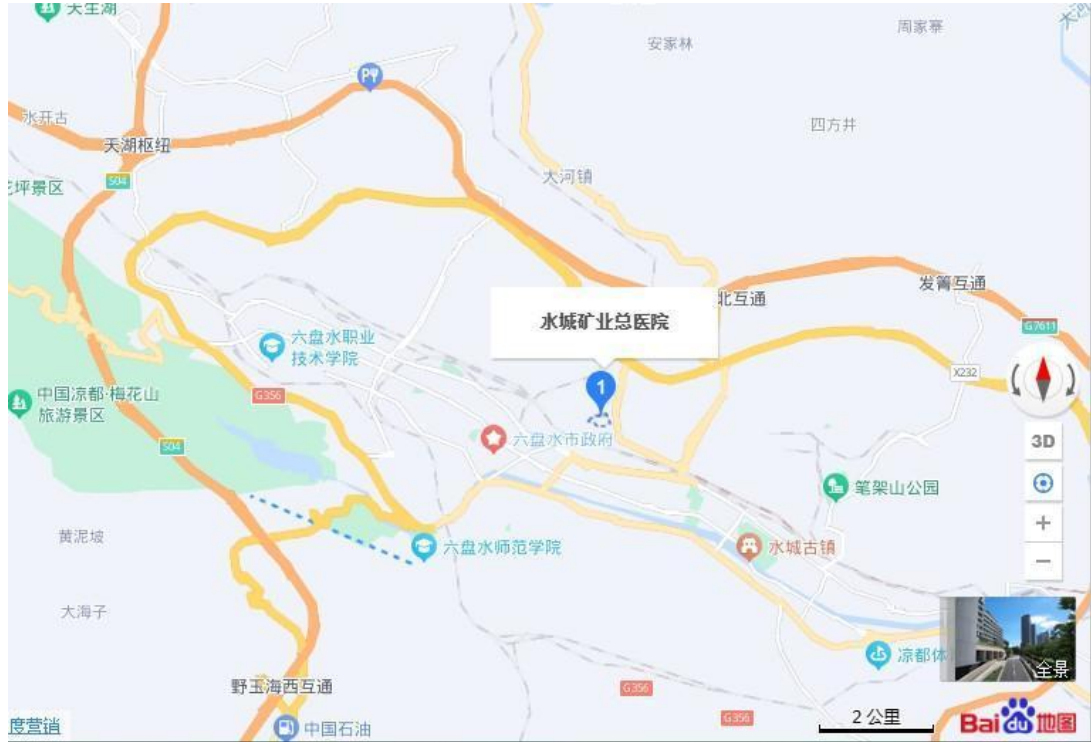 天生湖
周家寨
安家林
大河
PΨ
水开古
四方井
天湖枢纽
S04
大河镇
花坪景区
发箐互通
北互通
G7611
水城矿业总医院
六盘水职业
技术学院
X232
1
中国凉都·梅花山
旅游景区
G356
六盘水市政府
3D
S04
笔架山公园
黄泥坡
六盘水师范学院
水城古镇
大海子
凉都体
全景
野玉海西互通
G356
度营销
中国石油
G356
2 公里
Bai du 地图